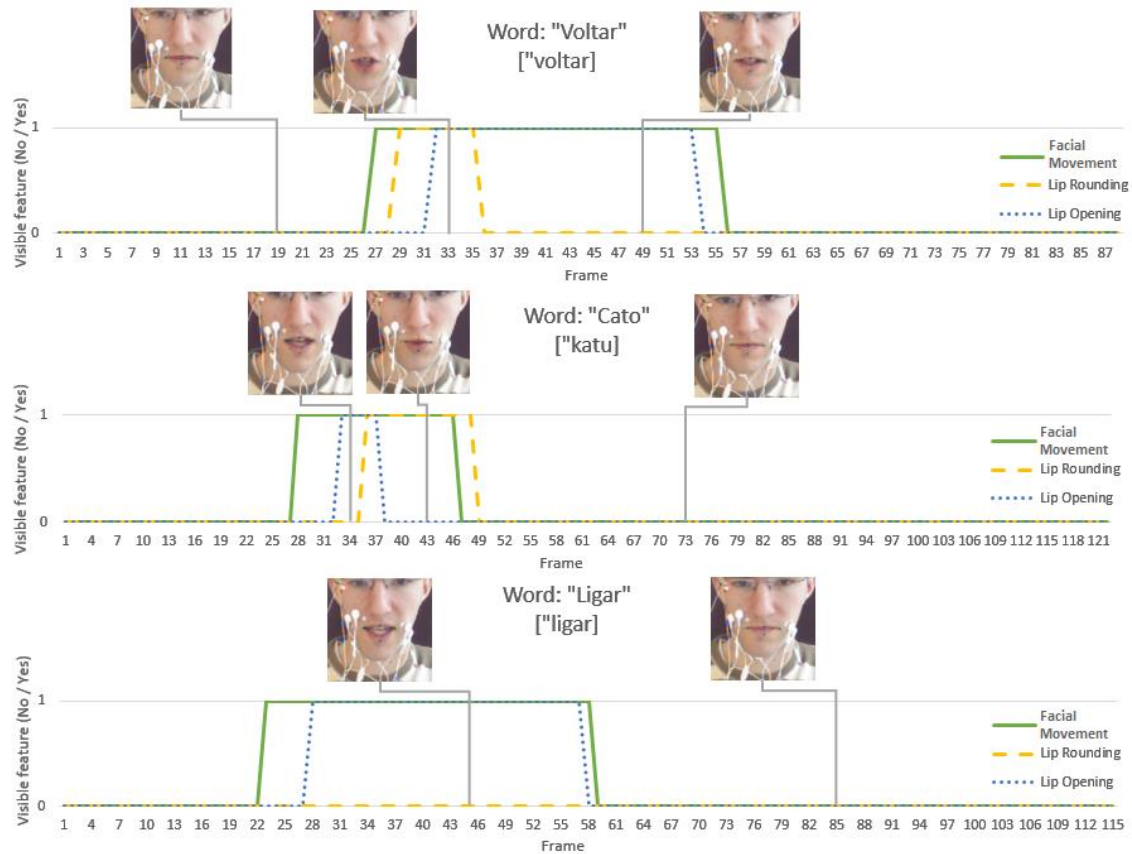 Word: "Voltar"
["voltar]
Visible feature (No / Yes)
1
0
Facial Movement
Lip Rounding
Lip Opening
1 3 5 7 9 11 13 15 17 19 21 23 25 27 29 31 33 35 37 39 41 43 45 47 49 51 53 55 57 59 61 63 65 67 69 71 73 75 77 79 81 83 85 87
Frame
Word: "Cato"
["katu]
Visible feature (No / Yes)
1
0
Facial Movement
Lip Rounding
Lip Opening
1 4 7 10 13 16 19 22 25 28 31 34 37 40 43 46 49 52 55 58 61 64 67 70 73 76 79 82 85 88 91 94 97 100 103 106 109 112 115 118 121
Frame
Word: "Ligar"
["ligar]
Visible feature (No / Yes)
1
0
Facial Movement
Lip Rounding
Lip Opening
1 4 7 10 13 16 19 22 25 28 31 34 37 40 43 46 49 52 55 58 61 64 67 70 73 76 79 82 85 88 91 94 97 100 103 106 109 112 115
Frame